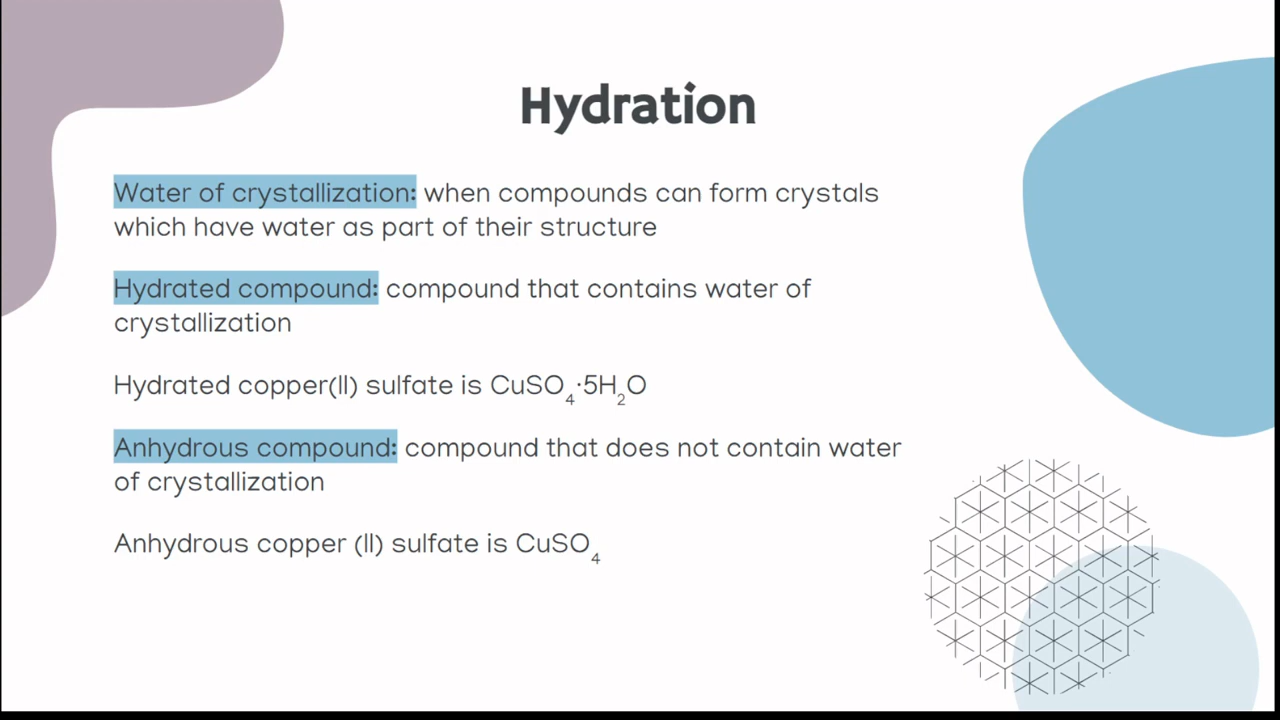 Hydration
Water of crystallization: when compounds can form crystals
which have water as part of their structure
Hydrated compound: compound that contains water of
crystallization
Hydrated copper(II) sulfate is CuSO₄·5H₂O
Anhydrous compound: compound that does not contain water
of crystallization
Anhydrous copper (II) sulfate is CuSO₄